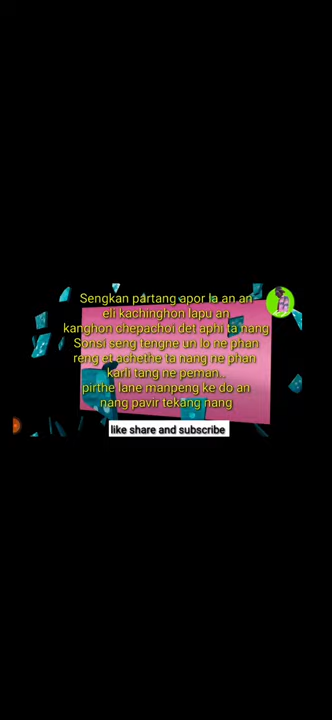 Sengkan partang apor la an an
eli kachinghon lapu an
kanghon chepachoi det aphi ta nang
Sonsi seng tengne un lo ne phan
reng et achethe ta nang ne phan
karli tang ne peman..
pirthe lane manpeng ke do an
nang pavir tekang nang
like share and subscribe